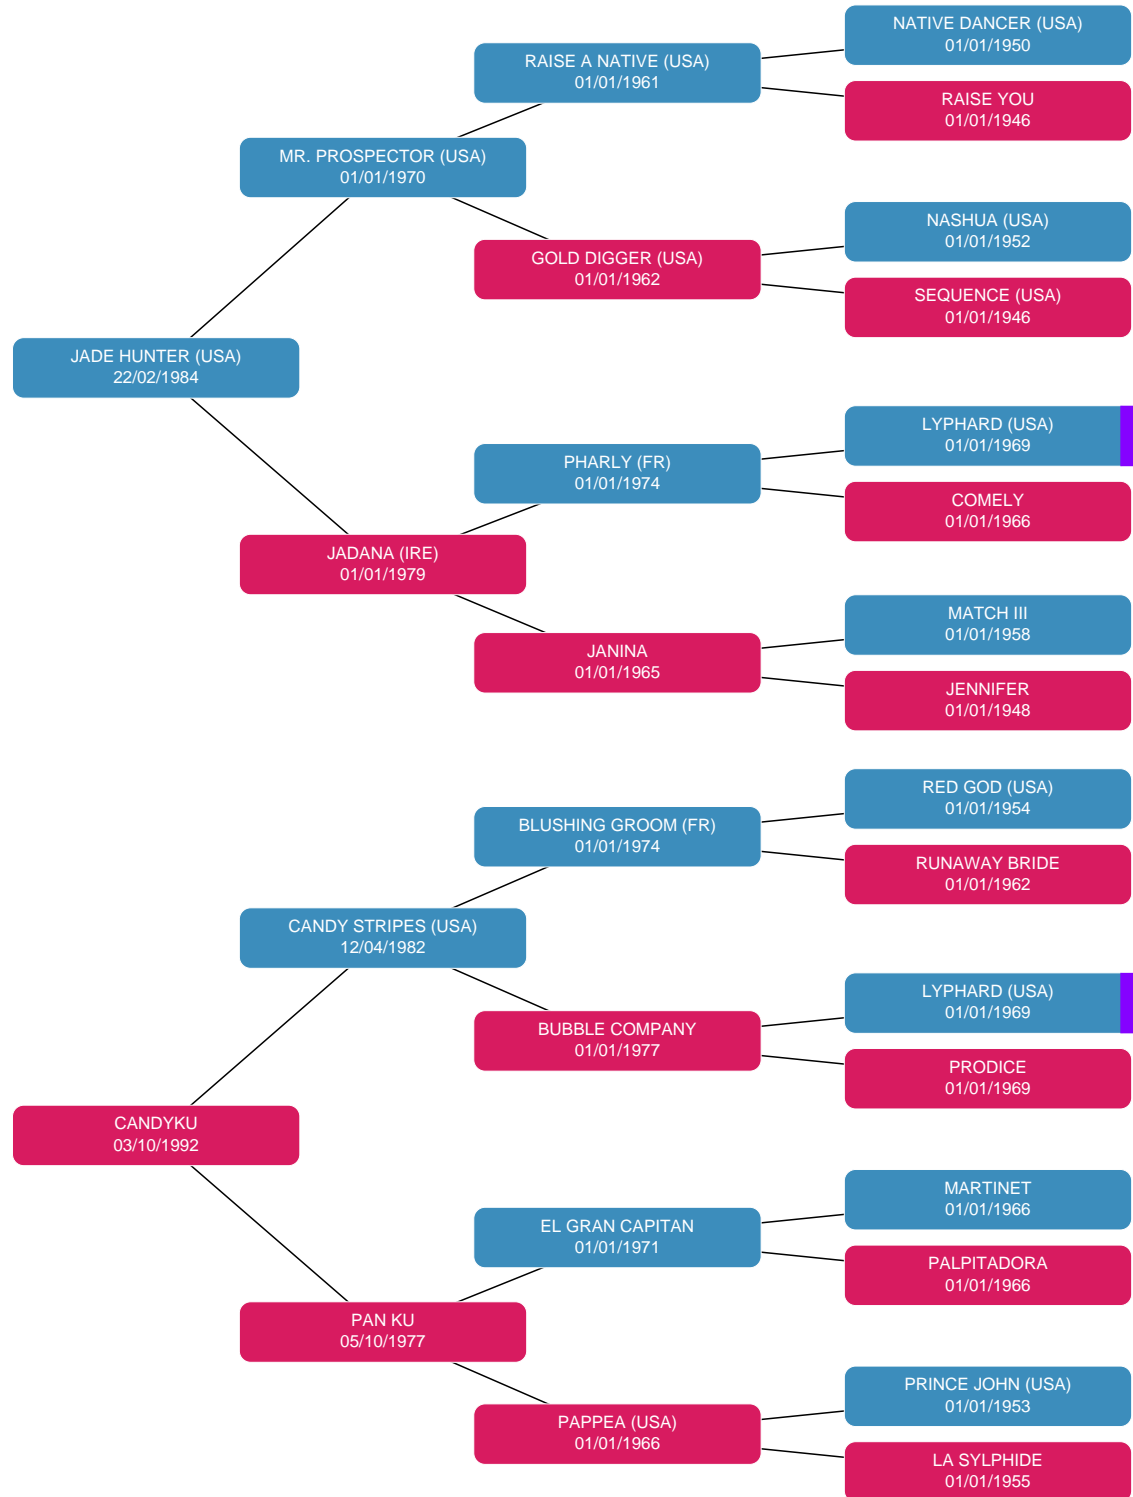 NATIVE DANCER (USA)
01/01/1950
RAISE A NATIVE (USA)
01/01/1961
RAISE YOU
01/01/1946
MR. PROSPECTOR (USA)
01/01/1970
NASHUA (USA)
01/01/1952
GOLD DIGGER (USA)
01/01/1962
SEQUENCE (USA)
01/01/1946
JADE HUNTER (USA)
22/02/1984
LYPHARD (USA)
01/01/1969
PHARLY (FR)
01/01/1974
COMELY
01/01/1966
JADANA (IRE)
01/01/1979
MATCH III
01/01/1958
JANINA
01/01/1965
JENNIFER
01/01/1948
RED GOD (USA)
01/01/1954
BLUSHING GROOM (FR)
01/01/1974
RUNAWAY BRIDE
01/01/1962
CANDY STRIPES (USA)
12/04/1982
LYPHARD (USA)
01/01/1969
BUBBLE COMPANY
01/01/1977
PRODICE
01/01/1969
CANDYKU
03/10/1992
MARTINET
01/01/1966
EL GRAN CAPITAN
01/01/1971
PALPITADORA
01/01/1966
PAN KU
05/10/1977
PRINCE JOHN (USA)
01/01/1953
PAPPEA (USA)
01/01/1966
LA SYLPHIDE
01/01/1955